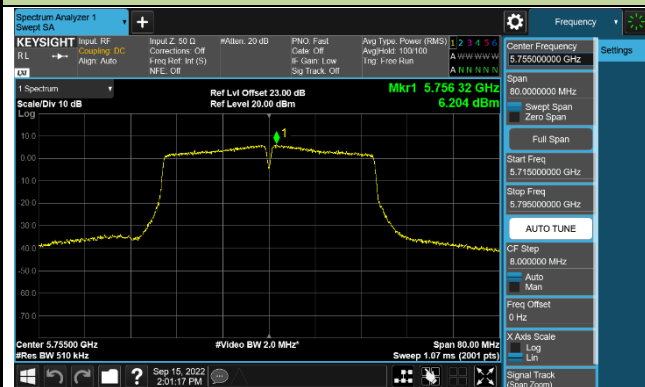 Spectrum Analyzer 1
Swept SA
Frequency
KEYSIGHT
RL
LXI
Input: RF
Coupling: DC
Align: Auto
Input Z: 50 Ω
Corrections: Off
Freq Ref: Int (S)
NFE: Off
#Atten: 20 dB
PNO: Fast
Gate: Off
IF Gain: Low
Sig Track: Off
Avg Type: Power (RMS)
Avg|Hold: 100/100
Trig: Free Run
1 2 3 4 5 6
A W W W W W
A N N N N N
1 Spectrum
Scale/Div 10 dB
Log
Ref Lvl Offset 23.00 dB
Ref Level 20.00 dBm
Mkr1 5.756 32 GHz
6.204 dBm
1
10.0
0.00
-10.0
-20.0
-30.0
-40.0
-50.0
-60.0
-70.0
Center 5.75500 GHz
#Res BW 510 kHz
#Video BW 2.0 MHz*
Span 80.00 MHz
Sweep 1.07 ms (2001 pts)
Sep 15, 2022
2:01:17 PM
Center Frequency
5.755000000 GHz
Span
80.0000000 MHz
Swept Span
Zero Span
Full Span
Start Freq
5.715000000 GHz
Stop Freq
5.795000000 GHz
AUTO TUNE
CF Step
8.000000 MHz
Auto
Man
Freq Offset
0 Hz
X Axis Scale
Log
Lin
Signal Track
(Span Zoom)
Settings